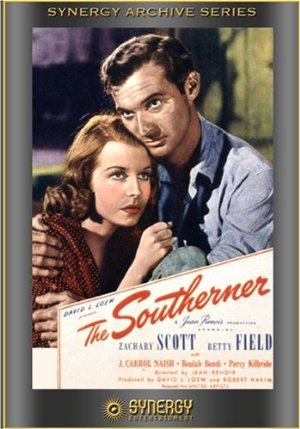 SYNERGY ARCHIVE SERIES
DAVID L. LOEW
presents
The Southerner
A Jean Renoir PRODUCTION
STARRING
ZACHARY SCOTT BETTY FIELD
with
J. CARROL NAISH · Beulah Bondi · Percy Kilbride
Directed by JEAN RENOIR
Produced by DAVID L. LOEW and ROBERT HAKIM
Released thru UNITED ARTISTS
SYNERGY
ENTERTAINMENT